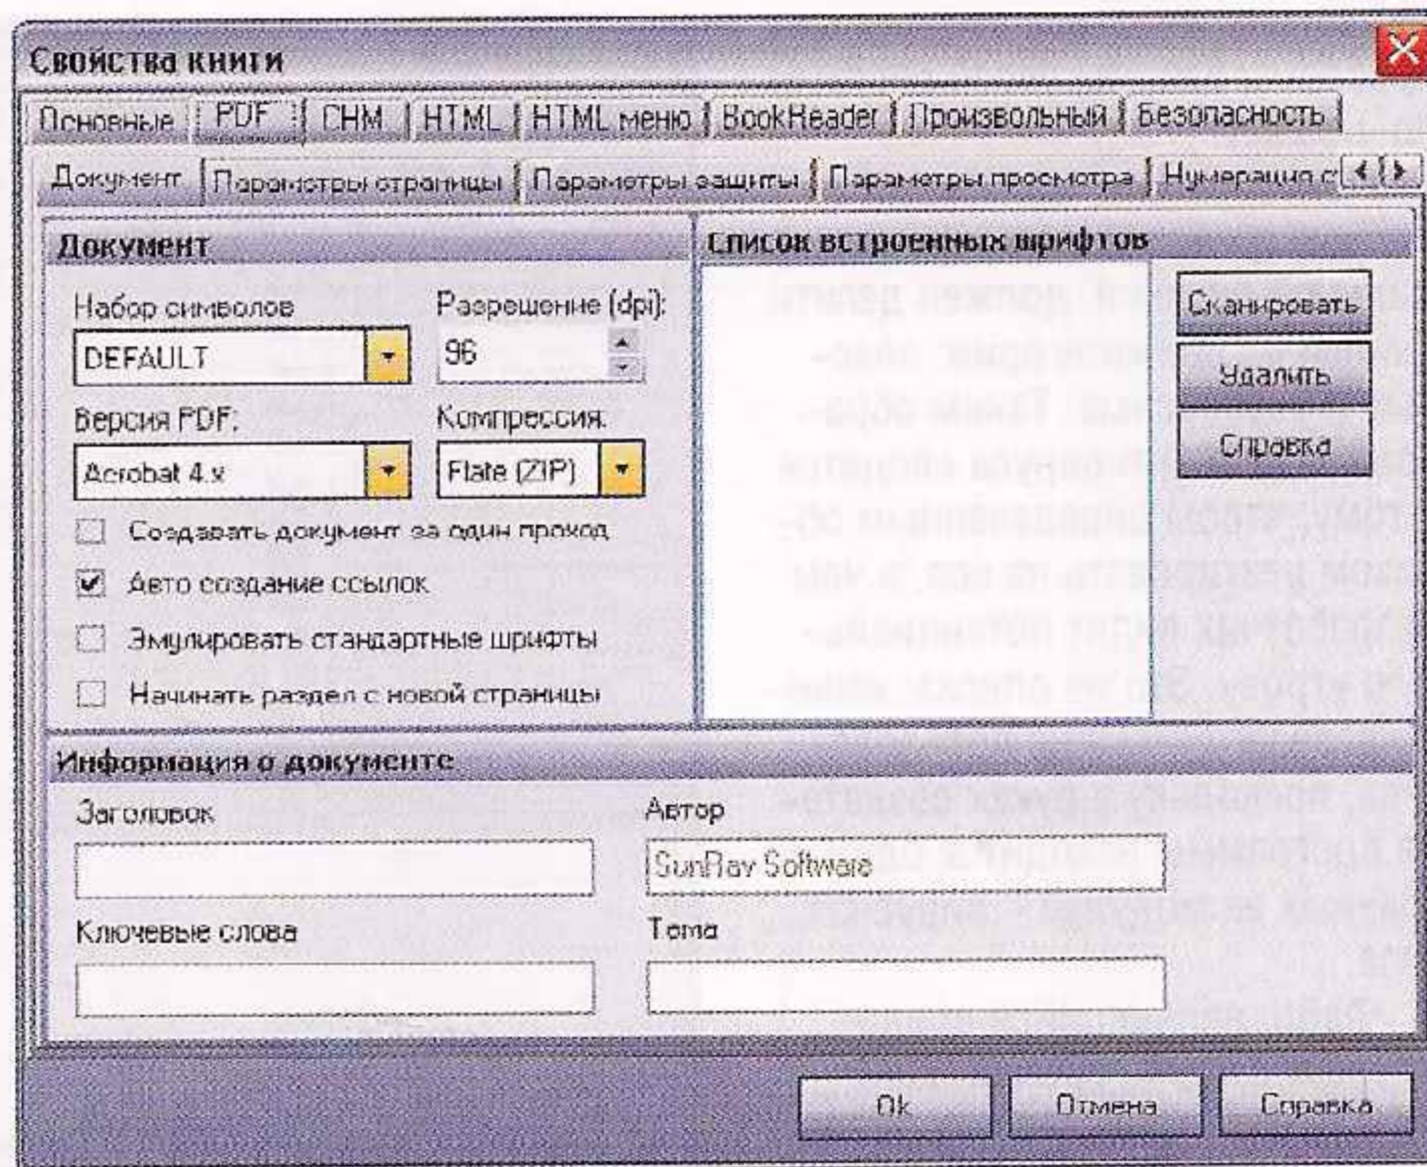 Свойства книги
Основные PDF CHM HTML HTML меню BookReader Произвольный Безопасность
Документ Параметры страницы Параметры защиты Параметры просмотра Нумерация с
Документ
Список встроенных шрифтов
Набор символов Разрешение (dpi):
DEFAULT 96
Версия PDF: Компрессия:
Acrobat 4.x Flate (ZIP)
Создавать документ за один проход
Авто создание ссылок
Эмулировать стандартные шрифты
Начинать раздел с новой страницы
Сканировать
Удалить
Справка
Информация о документе
Заголовок Автор
SunRav Software
Ключевые слова Тема
Ok Отмена Справка